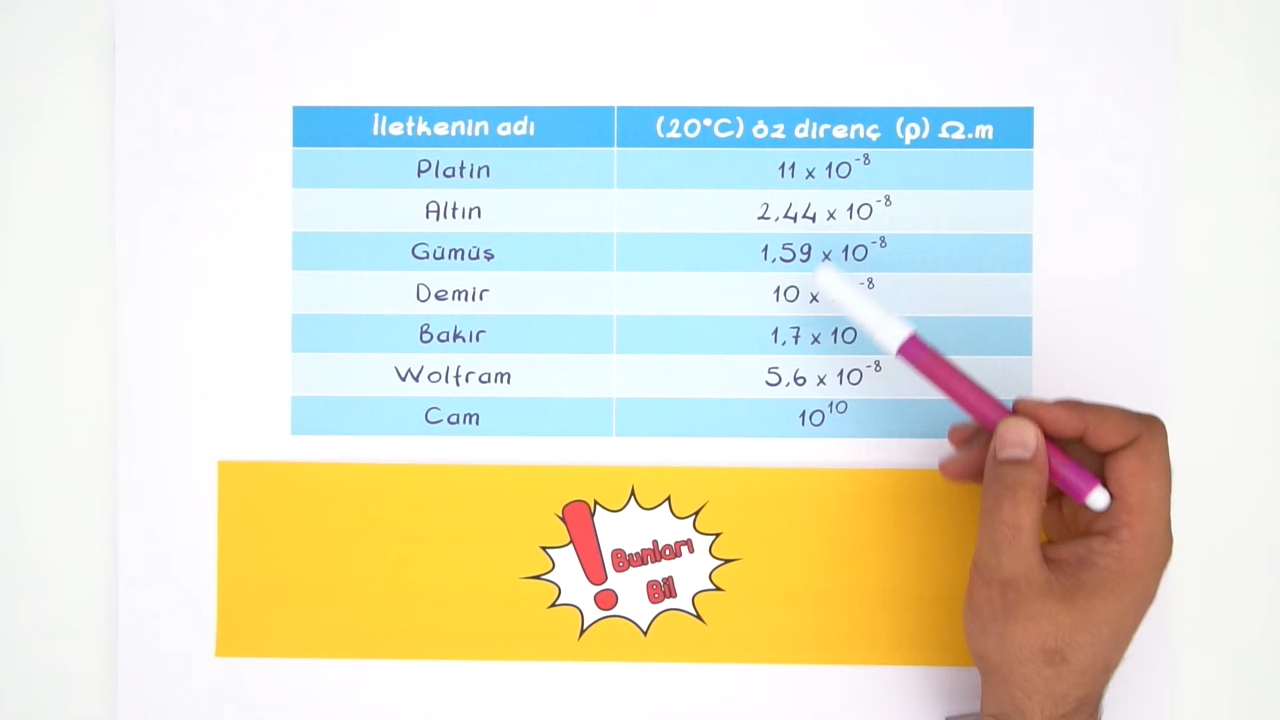 İletkenin adı (20°C) öz direnç (ρ) Ω.m
Platin 11 x 10⁻⁸
Altın 2,44 x 10⁻⁸
Gümüş 1,59 x 10⁻⁸
Demir 10 x ⁻⁸
Bakır 1,7 x 10
Wolfram 5,6 x 10⁻⁸
Cam 10¹⁰
! Bunları
Bil